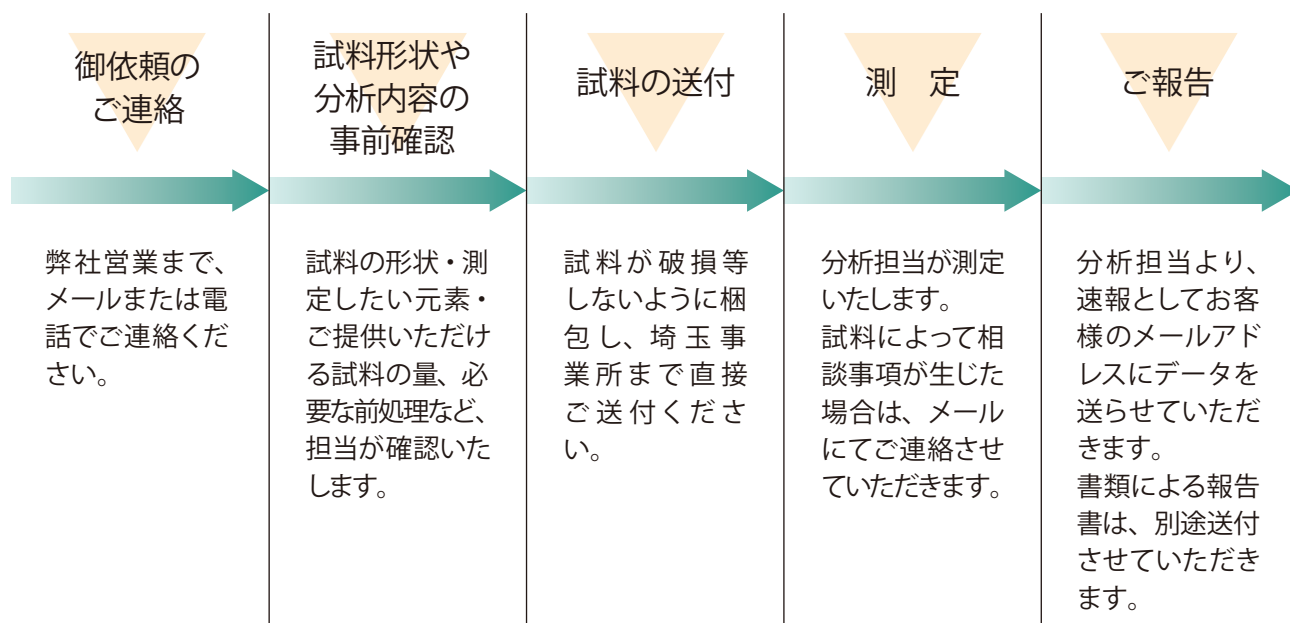 御依頼の
ご連絡
弊社営業まで、
メールまたは電
話でご連絡くだ
さい。
試料形状や
分析内容の
事前確認
試料の形状・測
定したい元素・
ご提供いただけ
る試料の量、必
要な前処理など、
担当が確認いた
します。
試料の送付
試料が破損等
しないように梱
包し、埼玉事
業所まで直接
ご送付くださ
い。
測　定
分析担当が測定
いたします。
試料によって相
談事項が生じた
場合は、メール
にてご連絡させ
ていただきます。
ご報告
分析担当より、
速報としてお客
様のメールアド
レスにデータを
送らせていただ
きます。
書類による報告
書は、別途送付
させていただき
ます。